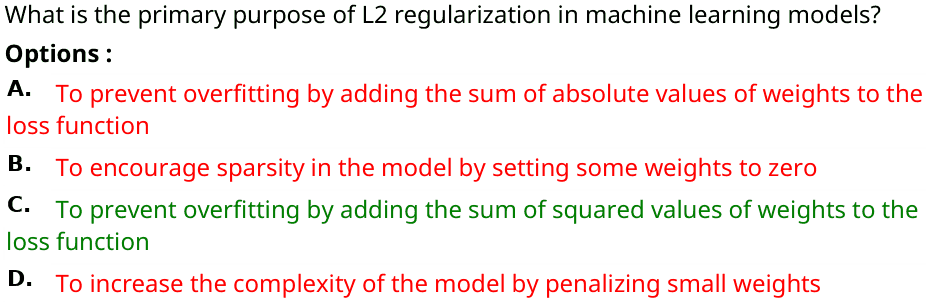 What is the primary purpose of L2 regularization in machine learning models?
Options :
A. To prevent overfitting by adding the sum of absolute values of weights to the
loss function
B. To encourage sparsity in the model by setting some weights to zero
C. To prevent overfitting by adding the sum of squared values of weights to the
loss function
D. To increase the complexity of the model by penalizing small weights